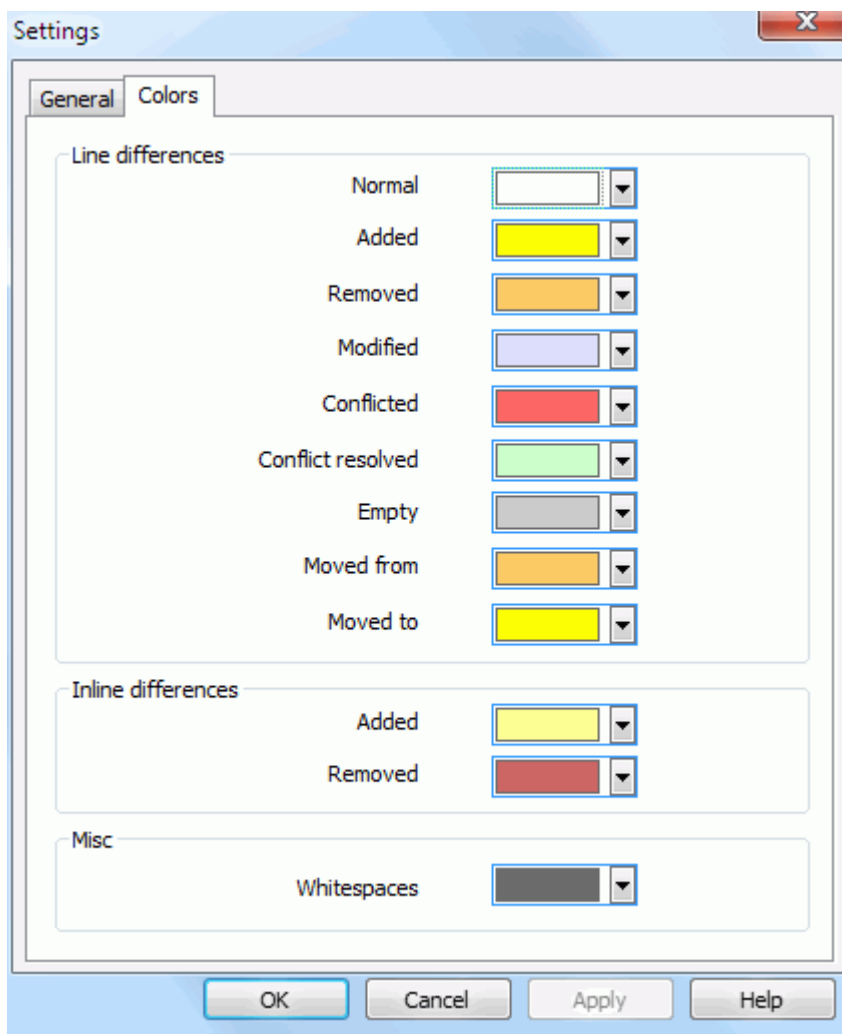 Settings
General Colors
Line differences
Normal
Added
Removed
Modified
Conflicted
Conflict resolved
Empty
Moved from
Moved to
Inline differences
Added
Removed
Misc
Whitespaces
OK Cancel Apply Help